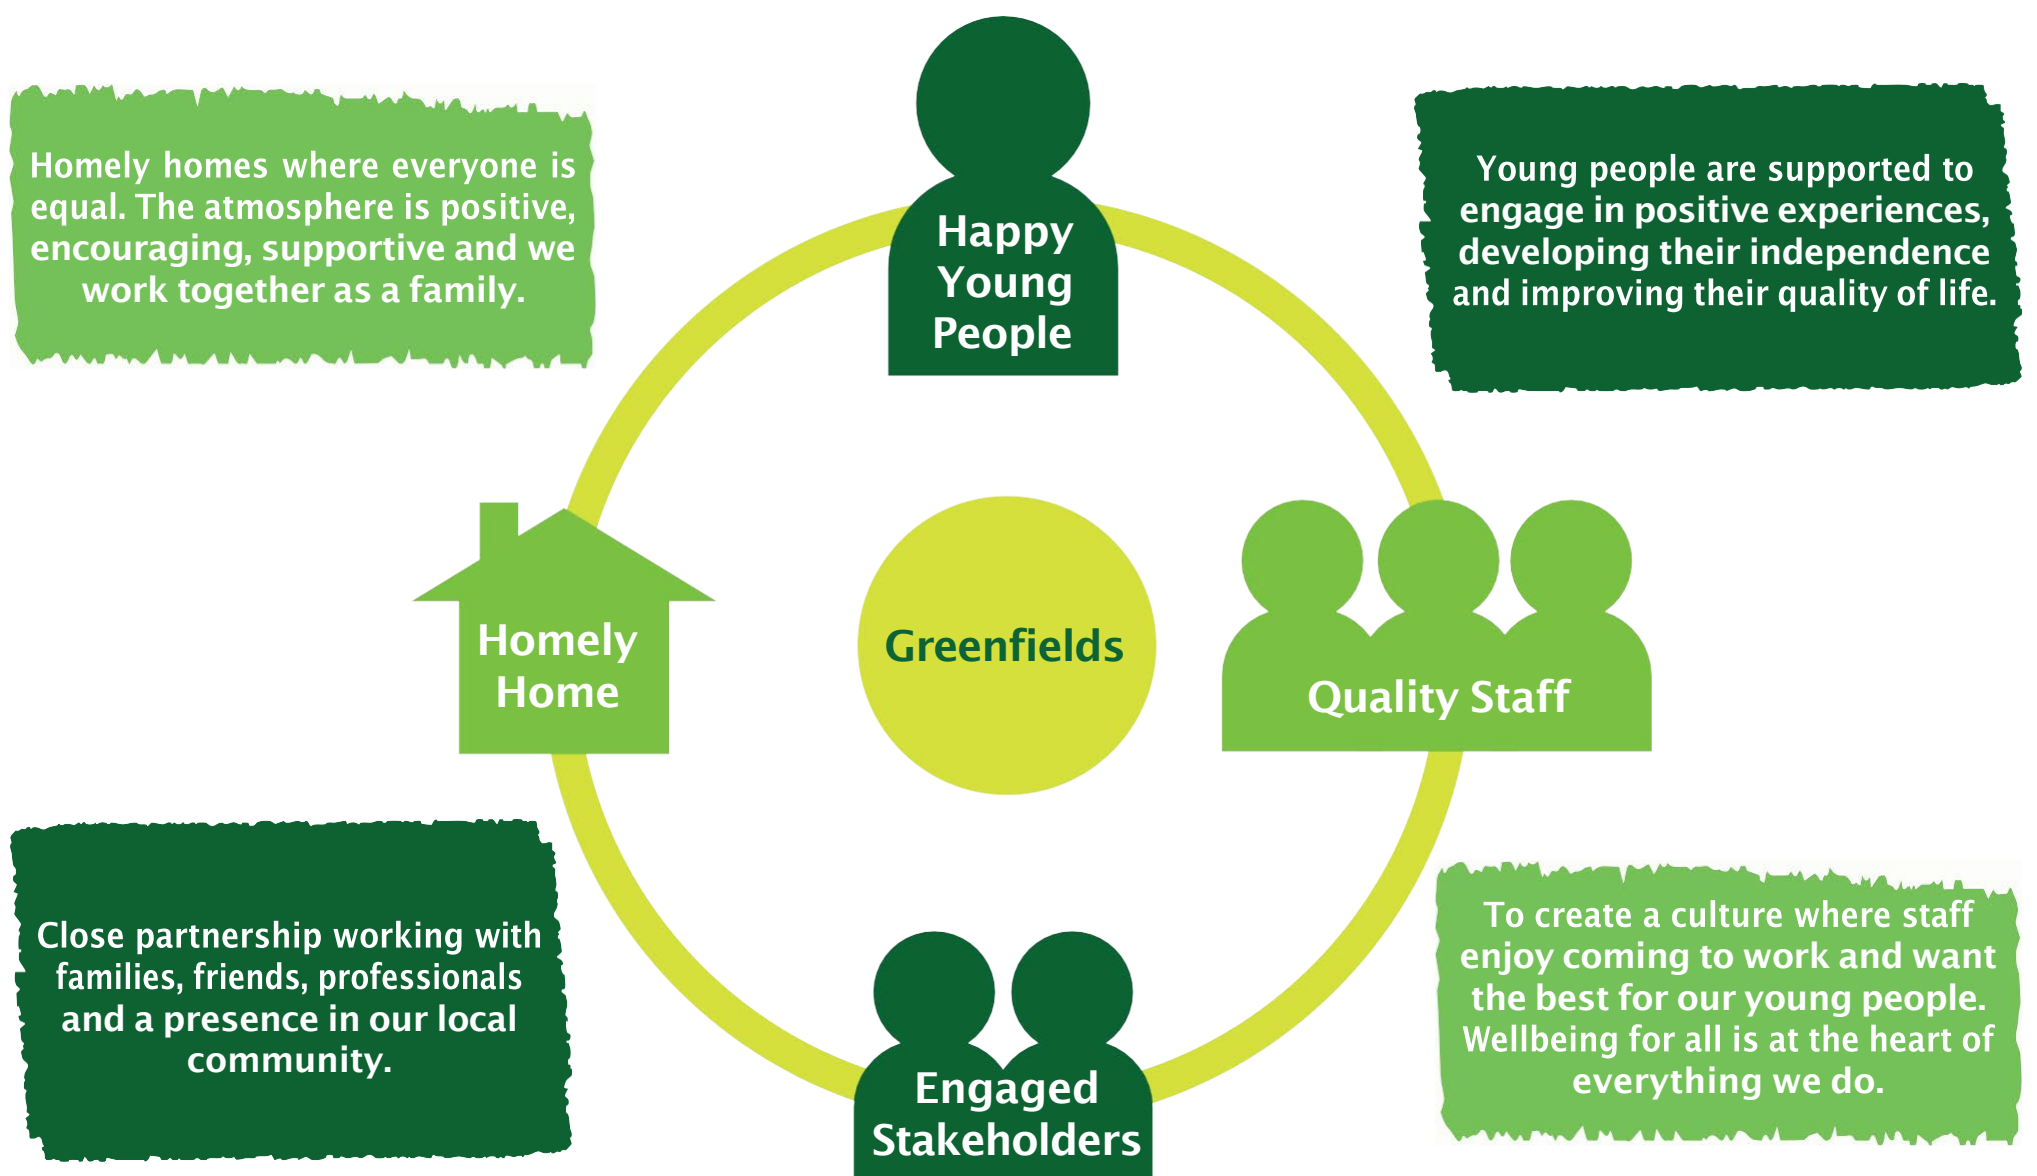 Homely homes where everyone is
equal. The atmosphere is positive,
encouraging, supportive and we
work together as a family.
Happy
Young
People
Young people are supported to
engage in positive experiences,
developing their independence
and improving their quality of life.
Homely
Home
Greenfields
Quality Staff
Close partnership working with
families, friends, professionals
and a presence in our local
community.
Engaged
Stakeholders
To create a culture where staff
enjoy coming to work and want
the best for our young people.
Wellbeing for all is at the heart of
everything we do.